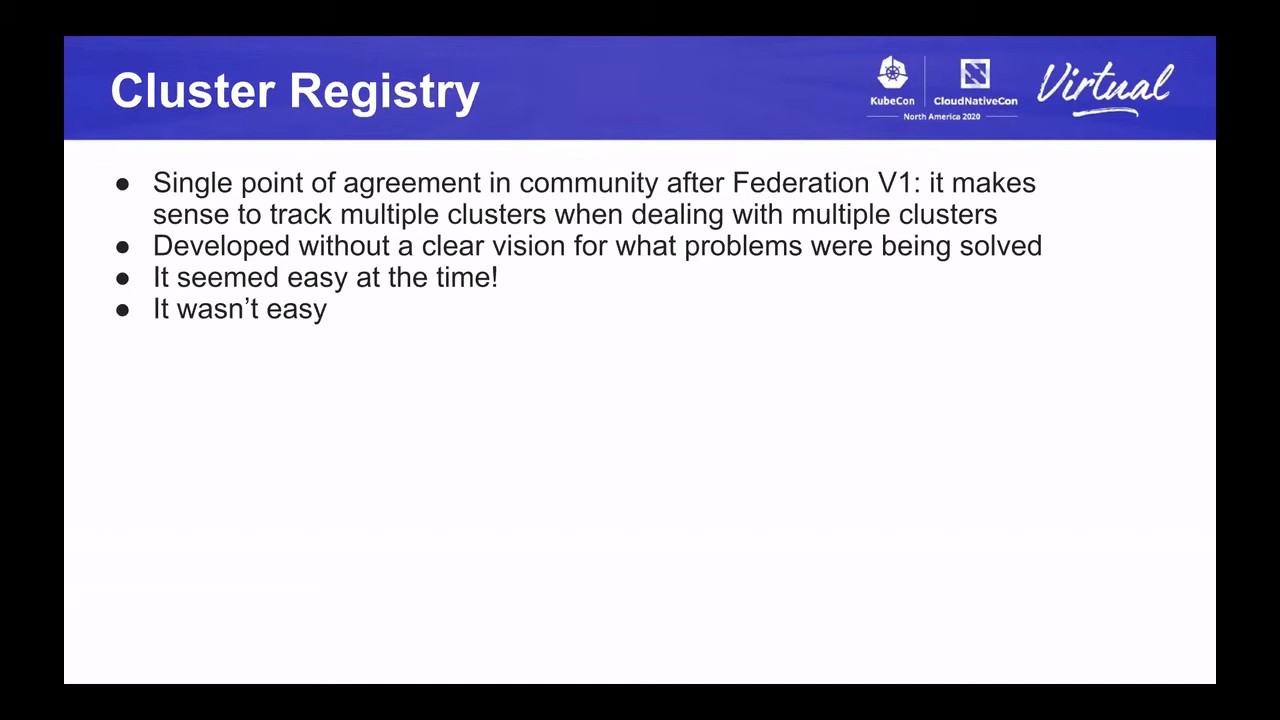 Cluster Registry
KubeCon
CloudNativeCon
North America 2020
Virtual
● Single point of agreement in community after Federation V1: it makes
sense to track multiple clusters when dealing with multiple clusters
● Developed without a clear vision for what problems were being solved
● It seemed easy at the time!
● It wasn’t easy